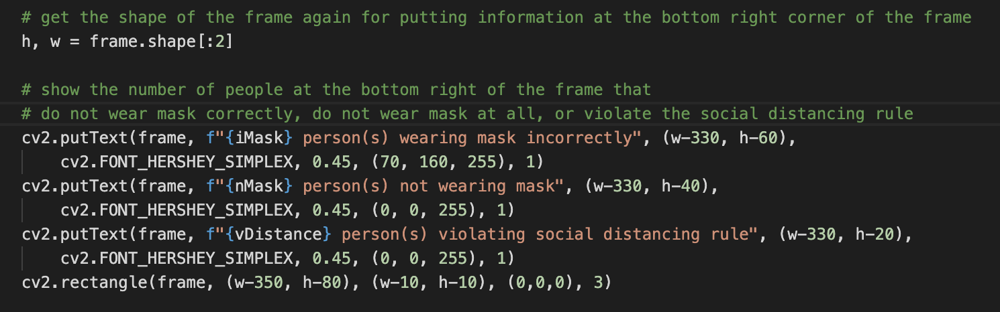 # get the shape of the frame again for putting information at the bottom right corner of the frame
h, w = frame.shape[:2]
# show the number of people at the bottom right of the frame that
# do not wear mask correctly, do not wear mask at all, or violate the social distancing rule
cv2.putText(frame, f"{iMask} person(s) wearing mask incorrectly", (w-330, h-60),
    cv2.FONT_HERSHEY_SIMPLEX, 0.45, (70, 160, 255), 1)
cv2.putText(frame, f"{nMask} person(s) not wearing mask", (w-330, h-40),
    cv2.FONT_HERSHEY_SIMPLEX, 0.45, (0, 0, 255), 1)
cv2.putText(frame, f"{vDistance} person(s) violating social distancing rule", (w-330, h-20),
    cv2.FONT_HERSHEY_SIMPLEX, 0.45, (0, 0, 255), 1)
cv2.rectangle(frame, (w-350, h-80), (w-10, h-10), (0,0,0), 3)